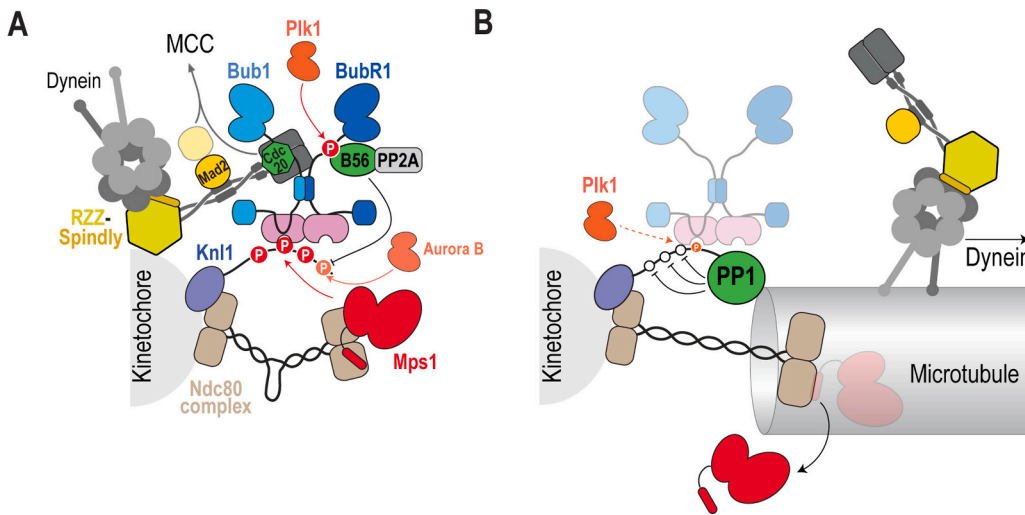 A
MCC
Plk1
Dynein
Bub1
BubR1
P
Cdc
20
B56
PP2A
Mad2
RZZ-
Spindly
Knl1
P
P
P
P
Aurora B
Kinetochore
Mps1
Ndc80
complex
B
Plk1
P
PP1
Dynein
Kinetochore
Microtubule